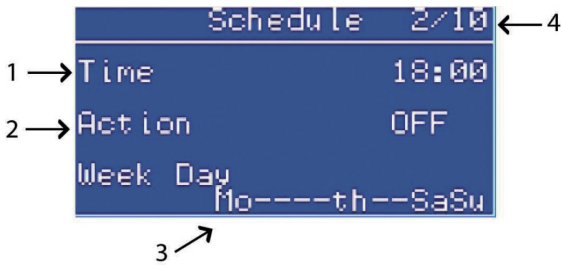 Schedule 2/10 4
1 Time 18:00
2 Action OFF
Week Day
Mo----th--SaSu
3